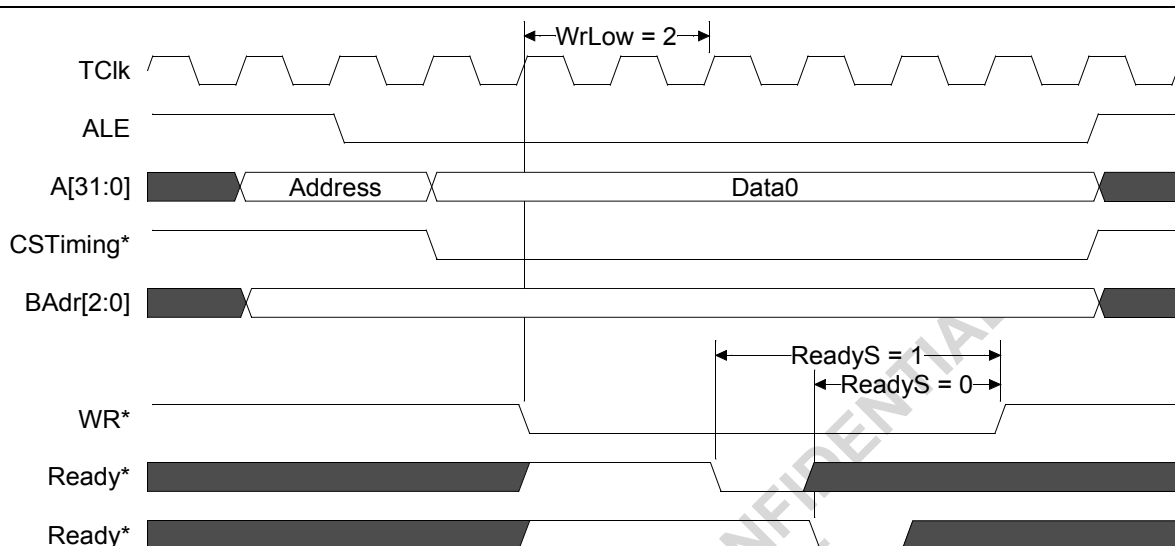 WrLow = 2
TClk
ALE
A[31:0] Address Data0
CSTiming*
BAdr[2:0]
ReadyS = 1
ReadyS = 0
WR*
Ready*
Ready*